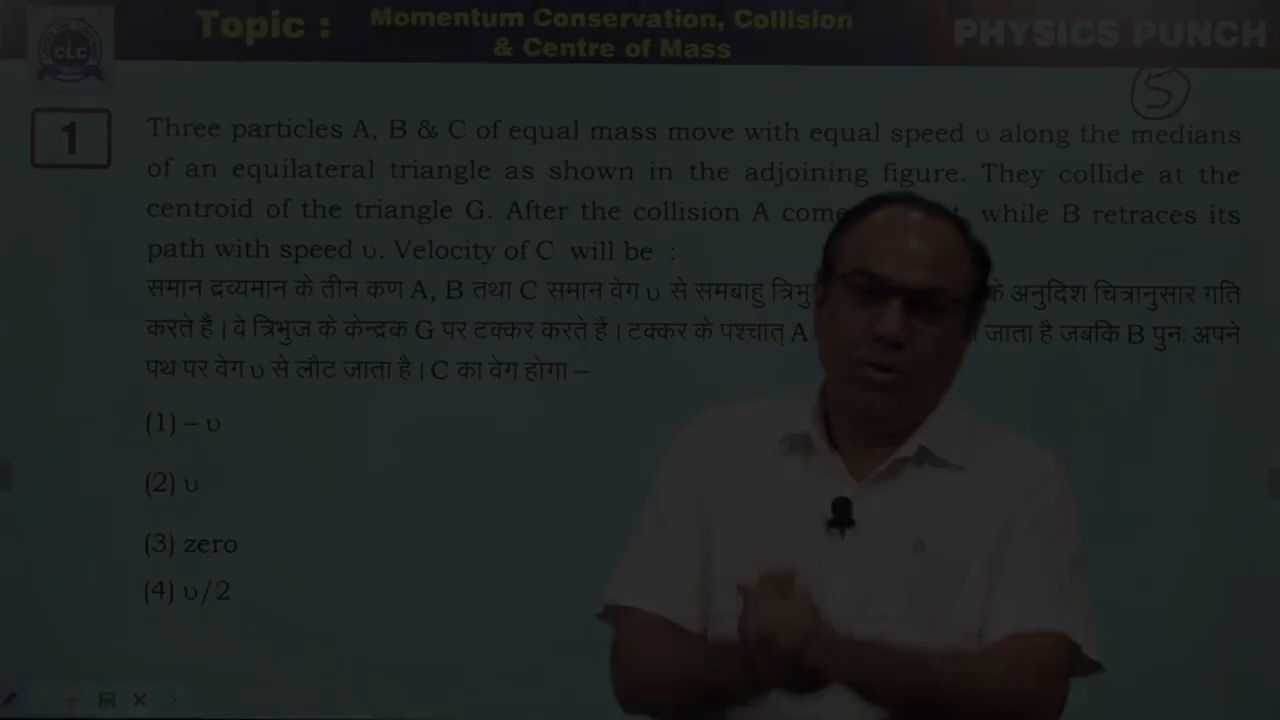 Topic : Momentum Conservation, Collision
& Centre of Mass
PHYSICS PUNCH
CLC
5
1
Three particles A, B & C of equal mass move with equal speed υ along the medians
of an equilateral triangle as shown in the adjoining figure. They collide at the
centroid of the triangle G. After the collision A while B retraces its
path with speed υ. Velocity of C will be :
समान द्रव्यमान के तीन कण A, B तथा C समान वेग υ से समबाहु के अनुदिश चित्रानुसार गति
करते हैं। वे त्रिभुज के केन्द्रक G पर टक्कर करते हैं। टक्कर के पश्चात् A जाता है जबकि B पुनः अपने
पथ पर वेग υ से लौट जाता है। C का वेग होगा –
(1) – υ
(2) υ
(3) zero
(4) υ/2